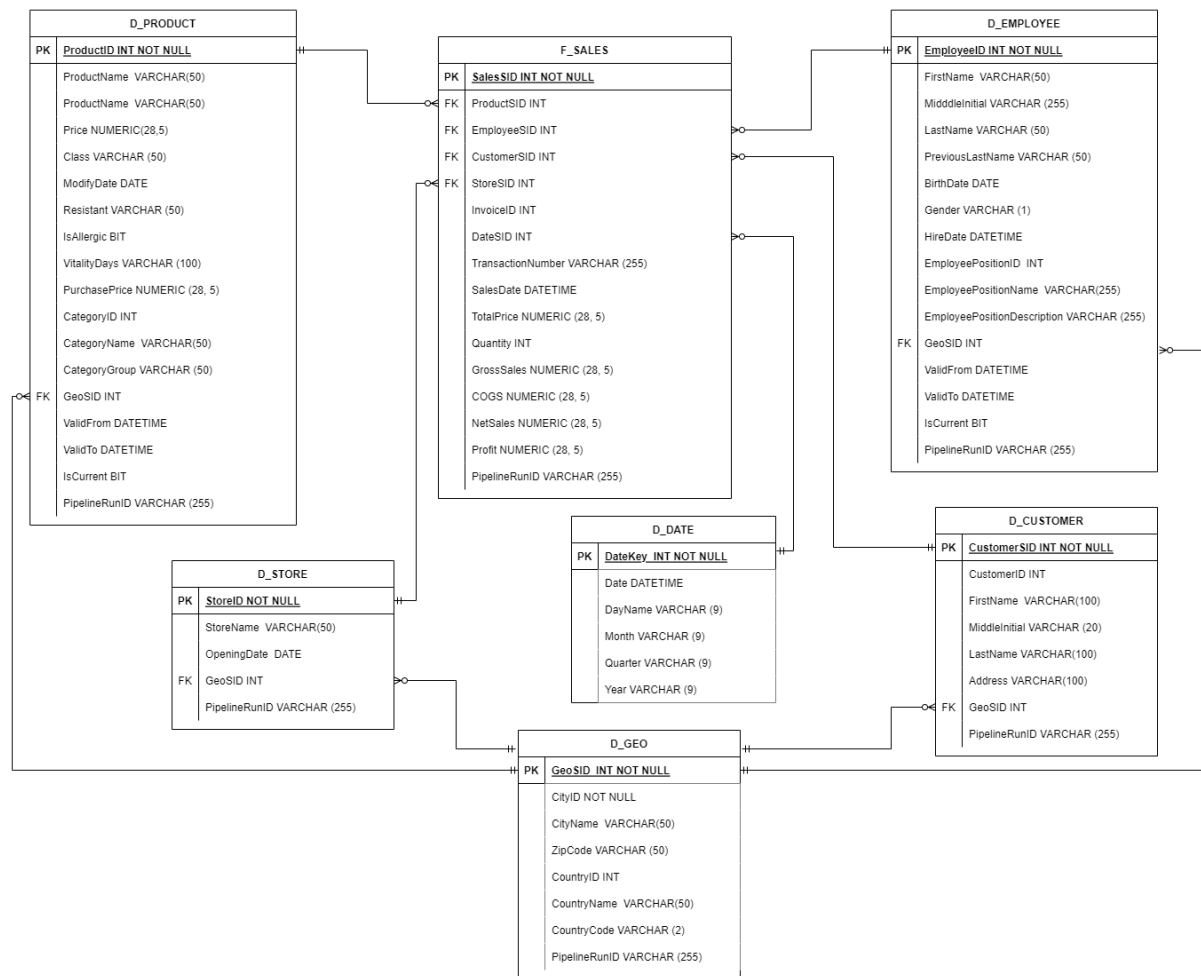 D_PRODUCT
PK ProductID INT NOT NULL
ProductName VARCHAR(50)
ProductName VARCHAR(50)
Price NUMERIC(28,5)
Class VARCHAR (50)
ModifyDate DATE
Resistant VARCHAR (50)
IsAllergic BIT
VitalityDays VARCHAR (100)
PurchasePrice NUMERIC (28, 5)
CategoryID INT
CategoryName VARCHAR(50)
CategoryGroup VARCHAR (50)
FK GeoSID INT
ValidFrom DATETIME
ValidTo DATETIME
IsCurrent BIT
PipelineRunID VARCHAR (255)
F_SALES
PK SalesSID INT NOT NULL
FK ProductSID INT
FK EmployeeSID INT
FK CustomerSID INT
FK StoreSID INT
InvoiceID INT
DateSID INT
TransactionNumber VARCHAR (255)
SalesDate DATETIME
TotalPrice NUMERIC (28, 5)
Quantity INT
GrossSales NUMERIC (28, 5)
COGS NUMERIC (28, 5)
NetSales NUMERIC (28, 5)
Profit NUMERIC (28, 5)
PipelineRunID VARCHAR (255)
D_EMPLOYEE
PK EmployeeID INT NOT NULL
FirstName VARCHAR(50)
MidddleInitial VARCHAR (255)
LastName VARCHAR (50)
PreviousLastName VARCHAR (50)
BirthDate DATE
Gender VARCHAR (1)
HireDate DATETIME
EmployeePositionID INT
EmployeePositionName VARCHAR(255)
EmployeePositionDescription VARCHAR (255)
FK GeoSID INT
ValidFrom DATETIME
ValidTo DATETIME
IsCurrent BIT
PipelineRunID VARCHAR (255)
D_STORE
PK StoreID NOT NULL
StoreName VARCHAR(50)
OpeningDate DATE
FK GeoSID INT
PipelineRunID VARCHAR (255)
D_DATE
PK DateKey INT NOT NULL
Date DATETIME
DayName VARCHAR (9)
Month VARCHAR (9)
Quarter VARCHAR (9)
Year VARCHAR (9)
D_CUSTOMER
PK CustomerSID INT NOT NULL
CustomerID INT
FirstName VARCHAR(100)
MiddleInitial VARCHAR (20)
LastName VARCHAR(100)
Address VARCHAR(100)
FK GeoSID INT
PipelineRunID VARCHAR (255)
D_GEO
PK GeoSID INT NOT NULL
CityID NOT NULL
CityName VARCHAR(50)
ZipCode VARCHAR (50)
CountryID INT
CountryName VARCHAR(50)
CountryCode VARCHAR (2)
PipelineRunID VARCHAR (255)